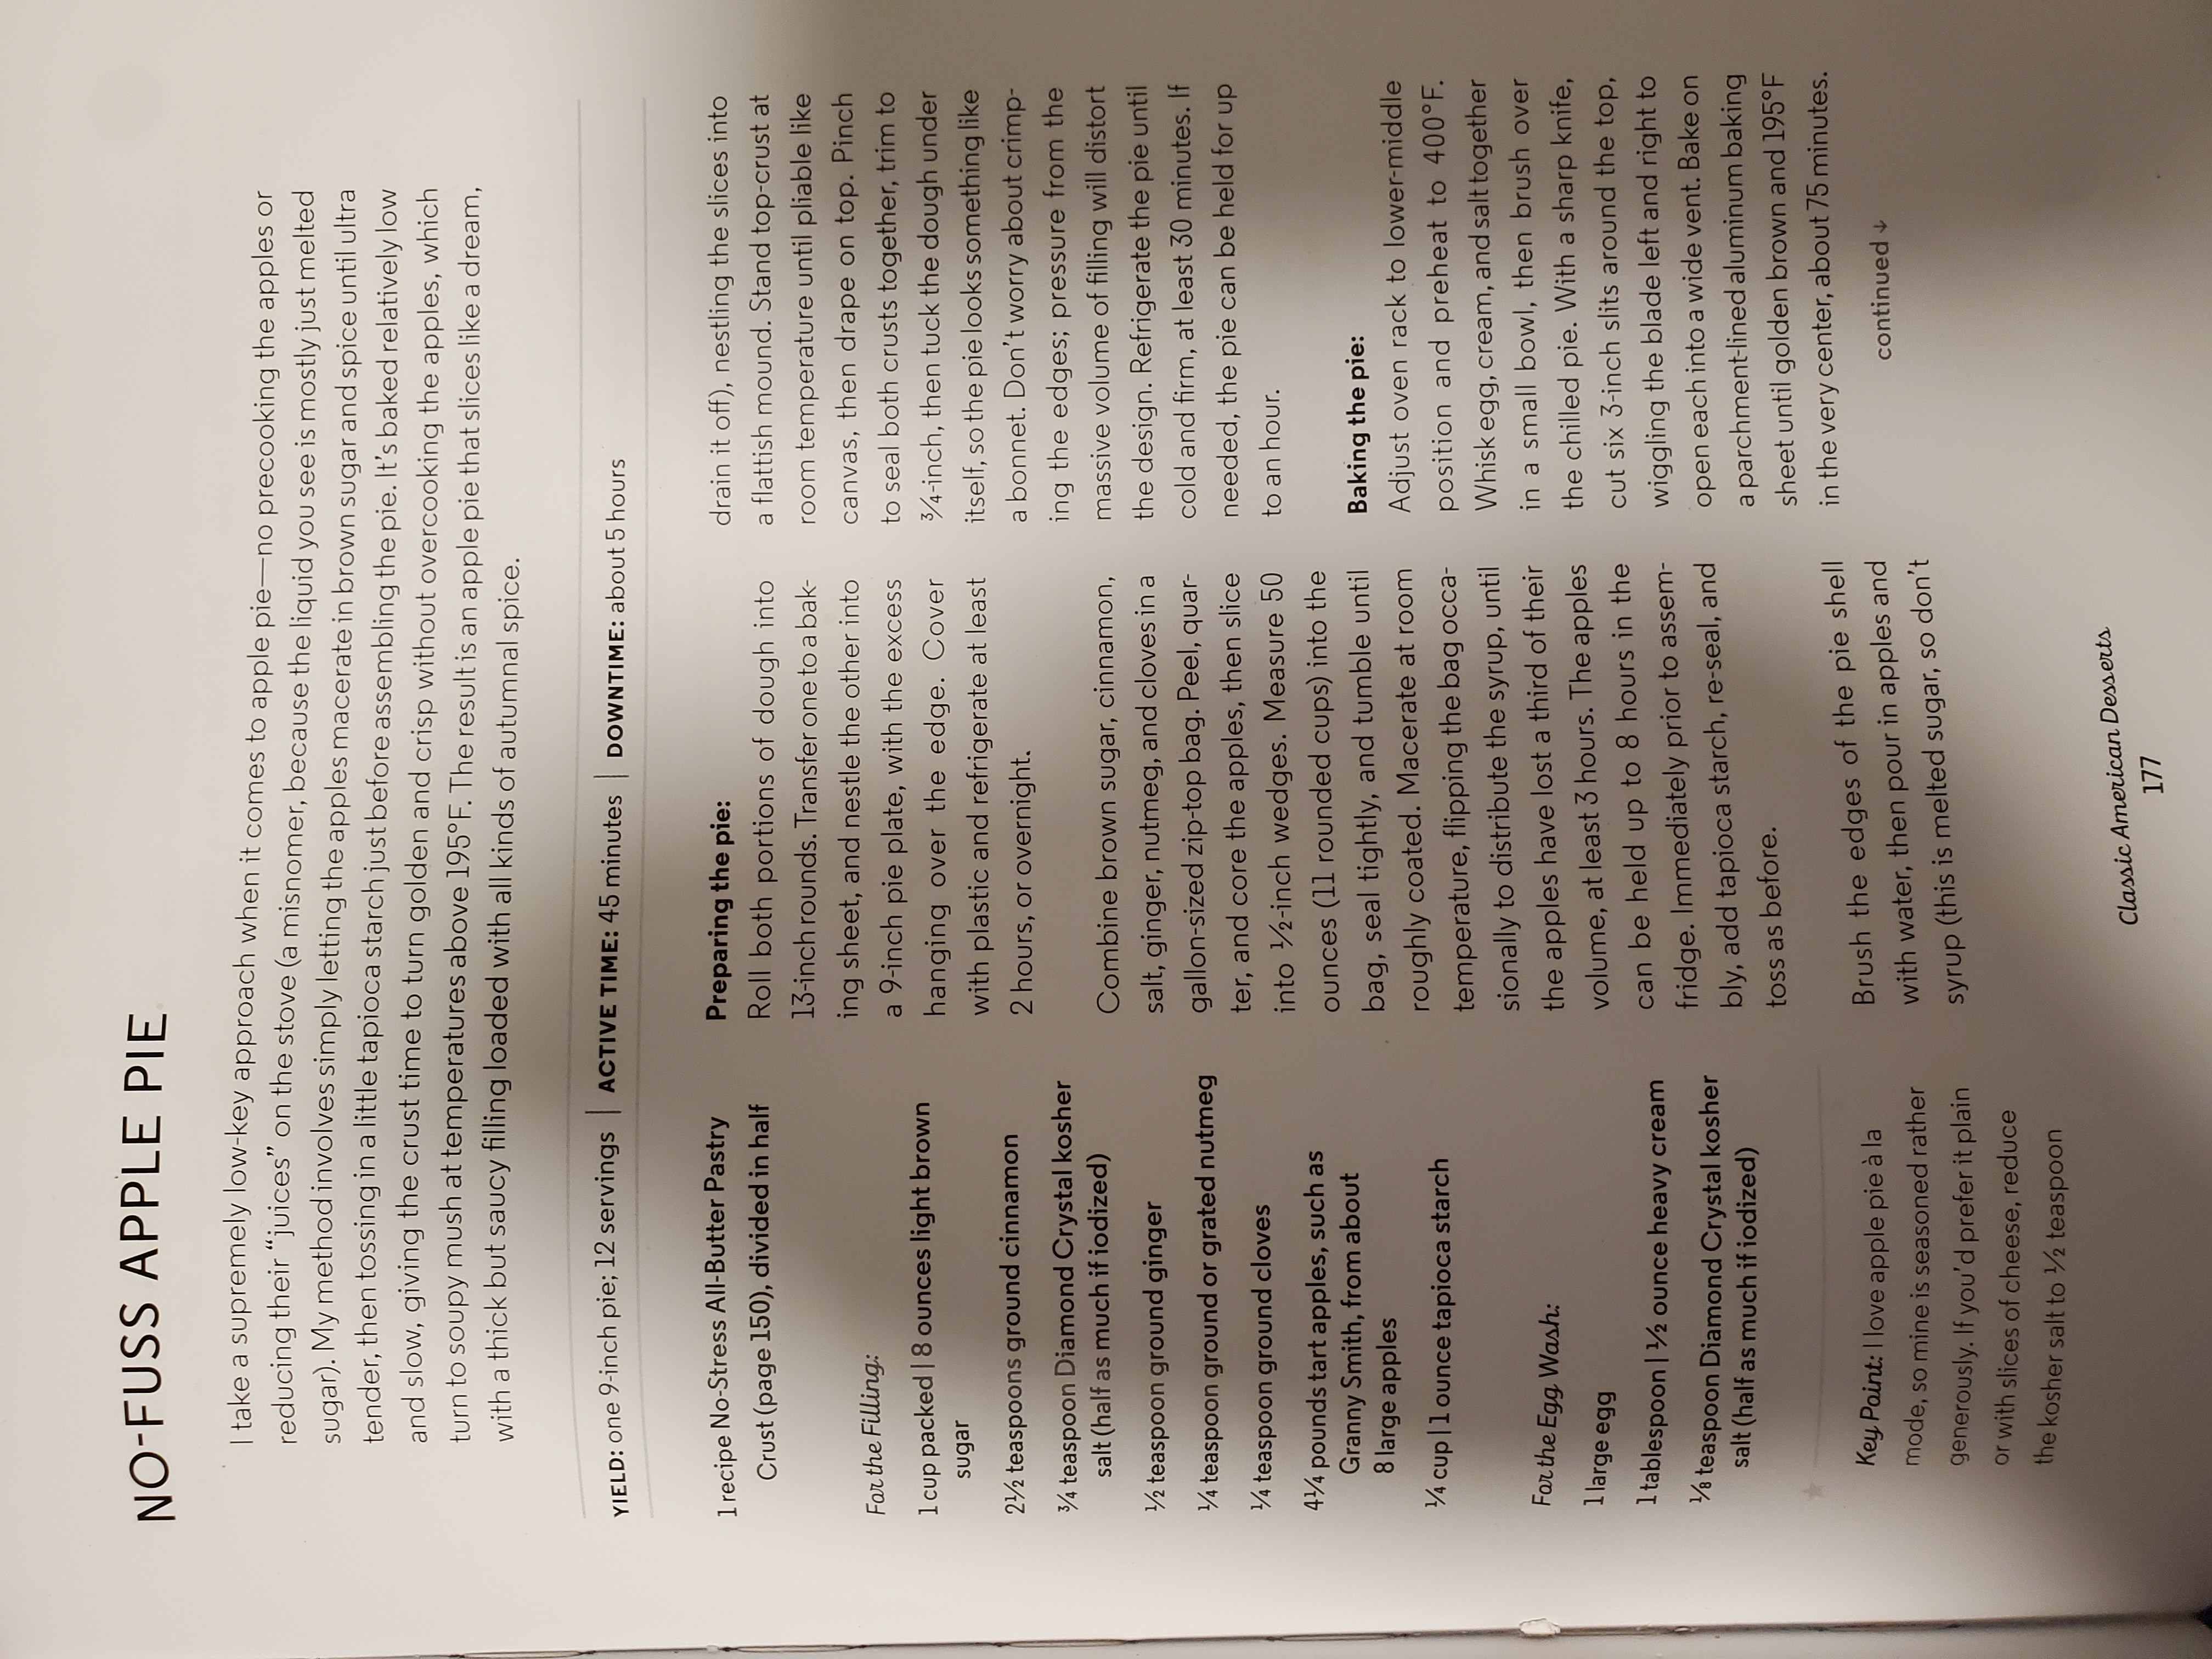 NO-FUSS APPLE PIE
I take a supremely low-key approach when it comes to apple pie—no precooking the apples or
reducing their “juices” on the stove (a misnomer, because the liquid you see is mostly just melted
sugar). My method involves simply letting the apples macerate in brown sugar and spice until ultra
tender, then tossing in a little tapioca starch just before assembling the pie. It’s baked relatively low
and slow, giving the crust time to turn golden and crisp without overcooking the apples, which
turn to soupy mush at temperatures above 195°F. The result is an apple pie that slices like a dream,
with a thick but saucy filling loaded with all kinds of autumnal spice.
YIELD: one 9-inch pie; 12 servings | ACTIVE TIME: 45 minutes | DOWNTIME: about 5 hours
1 recipe No-Stress All-Butter Pastry
Crust (page 150), divided in half
For the Filling:
1 cup packed | 8 ounces light brown
sugar
2½ teaspoons ground cinnamon
¾ teaspoon Diamond Crystal kosher
salt (half as much if iodized)
½ teaspoon ground ginger
¼ teaspoon ground or grated nutmeg
¼ teaspoon ground cloves
4¼ pounds tart apples, such as
Granny Smith, from about
8 large apples
¼ cup | 1 ounce tapioca starch
For the Egg Wash:
1 large egg
1 tablespoon | ½ ounce heavy cream
⅛ teaspoon Diamond Crystal kosher
salt (half as much if iodized)
Key Point: I love apple pie à la
mode, so mine is seasoned rather
generously. If you’d prefer it plain
or with slices of cheese, reduce
the kosher salt to ½ teaspoon
Preparing the pie:
Roll both portions of dough into
13-inch rounds. Transfer one to a bak-
ing sheet, and nestle the other into
a 9-inch pie plate, with the excess
hanging over the edge. Cover
with plastic and refrigerate at least
2 hours, or overnight.
Combine brown sugar, cinnamon,
salt, ginger, nutmeg, and cloves in a
gallon-sized zip-top bag. Peel, quar-
ter, and core the apples, then slice
into ½-inch wedges. Measure 50
ounces (11 rounded cups) into the
bag, seal tightly, and tumble until
roughly coated. Macerate at room
temperature, flipping the bag occa-
sionally to distribute the syrup, until
the apples have lost a third of their
volume, at least 3 hours. The apples
can be held up to 8 hours in the
fridge. Immediately prior to assem-
bly, add tapioca starch, re-seal, and
toss as before.
Brush the edges of the pie shell
with water, then pour in apples and
syrup (this is melted sugar, so don’t
drain it off), nestling the slices into
a flattish mound. Stand top-crust at
room temperature until pliable like
canvas, then drape on top. Pinch
to seal both crusts together, trim to
¾-inch, then tuck the dough under
itself, so the pie looks something like
a bonnet. Don’t worry about crimp-
ing the edges; pressure from the
massive volume of filling will distort
the design. Refrigerate the pie until
cold and firm, at least 30 minutes. If
needed, the pie can be held for up
to an hour.
Baking the pie:
Adjust oven rack to lower-middle
position and preheat to 400°F.
Whisk egg, cream, and salt together
in a small bowl, then brush over
the chilled pie. With a sharp knife,
cut six 3-inch slits around the top,
wiggling the blade left and right to
open each into a wide vent. Bake on
a parchment-lined aluminum baking
sheet until golden brown and 195°F
in the very center, about 75 minutes.
continued ↓
Classic American Desserts
177